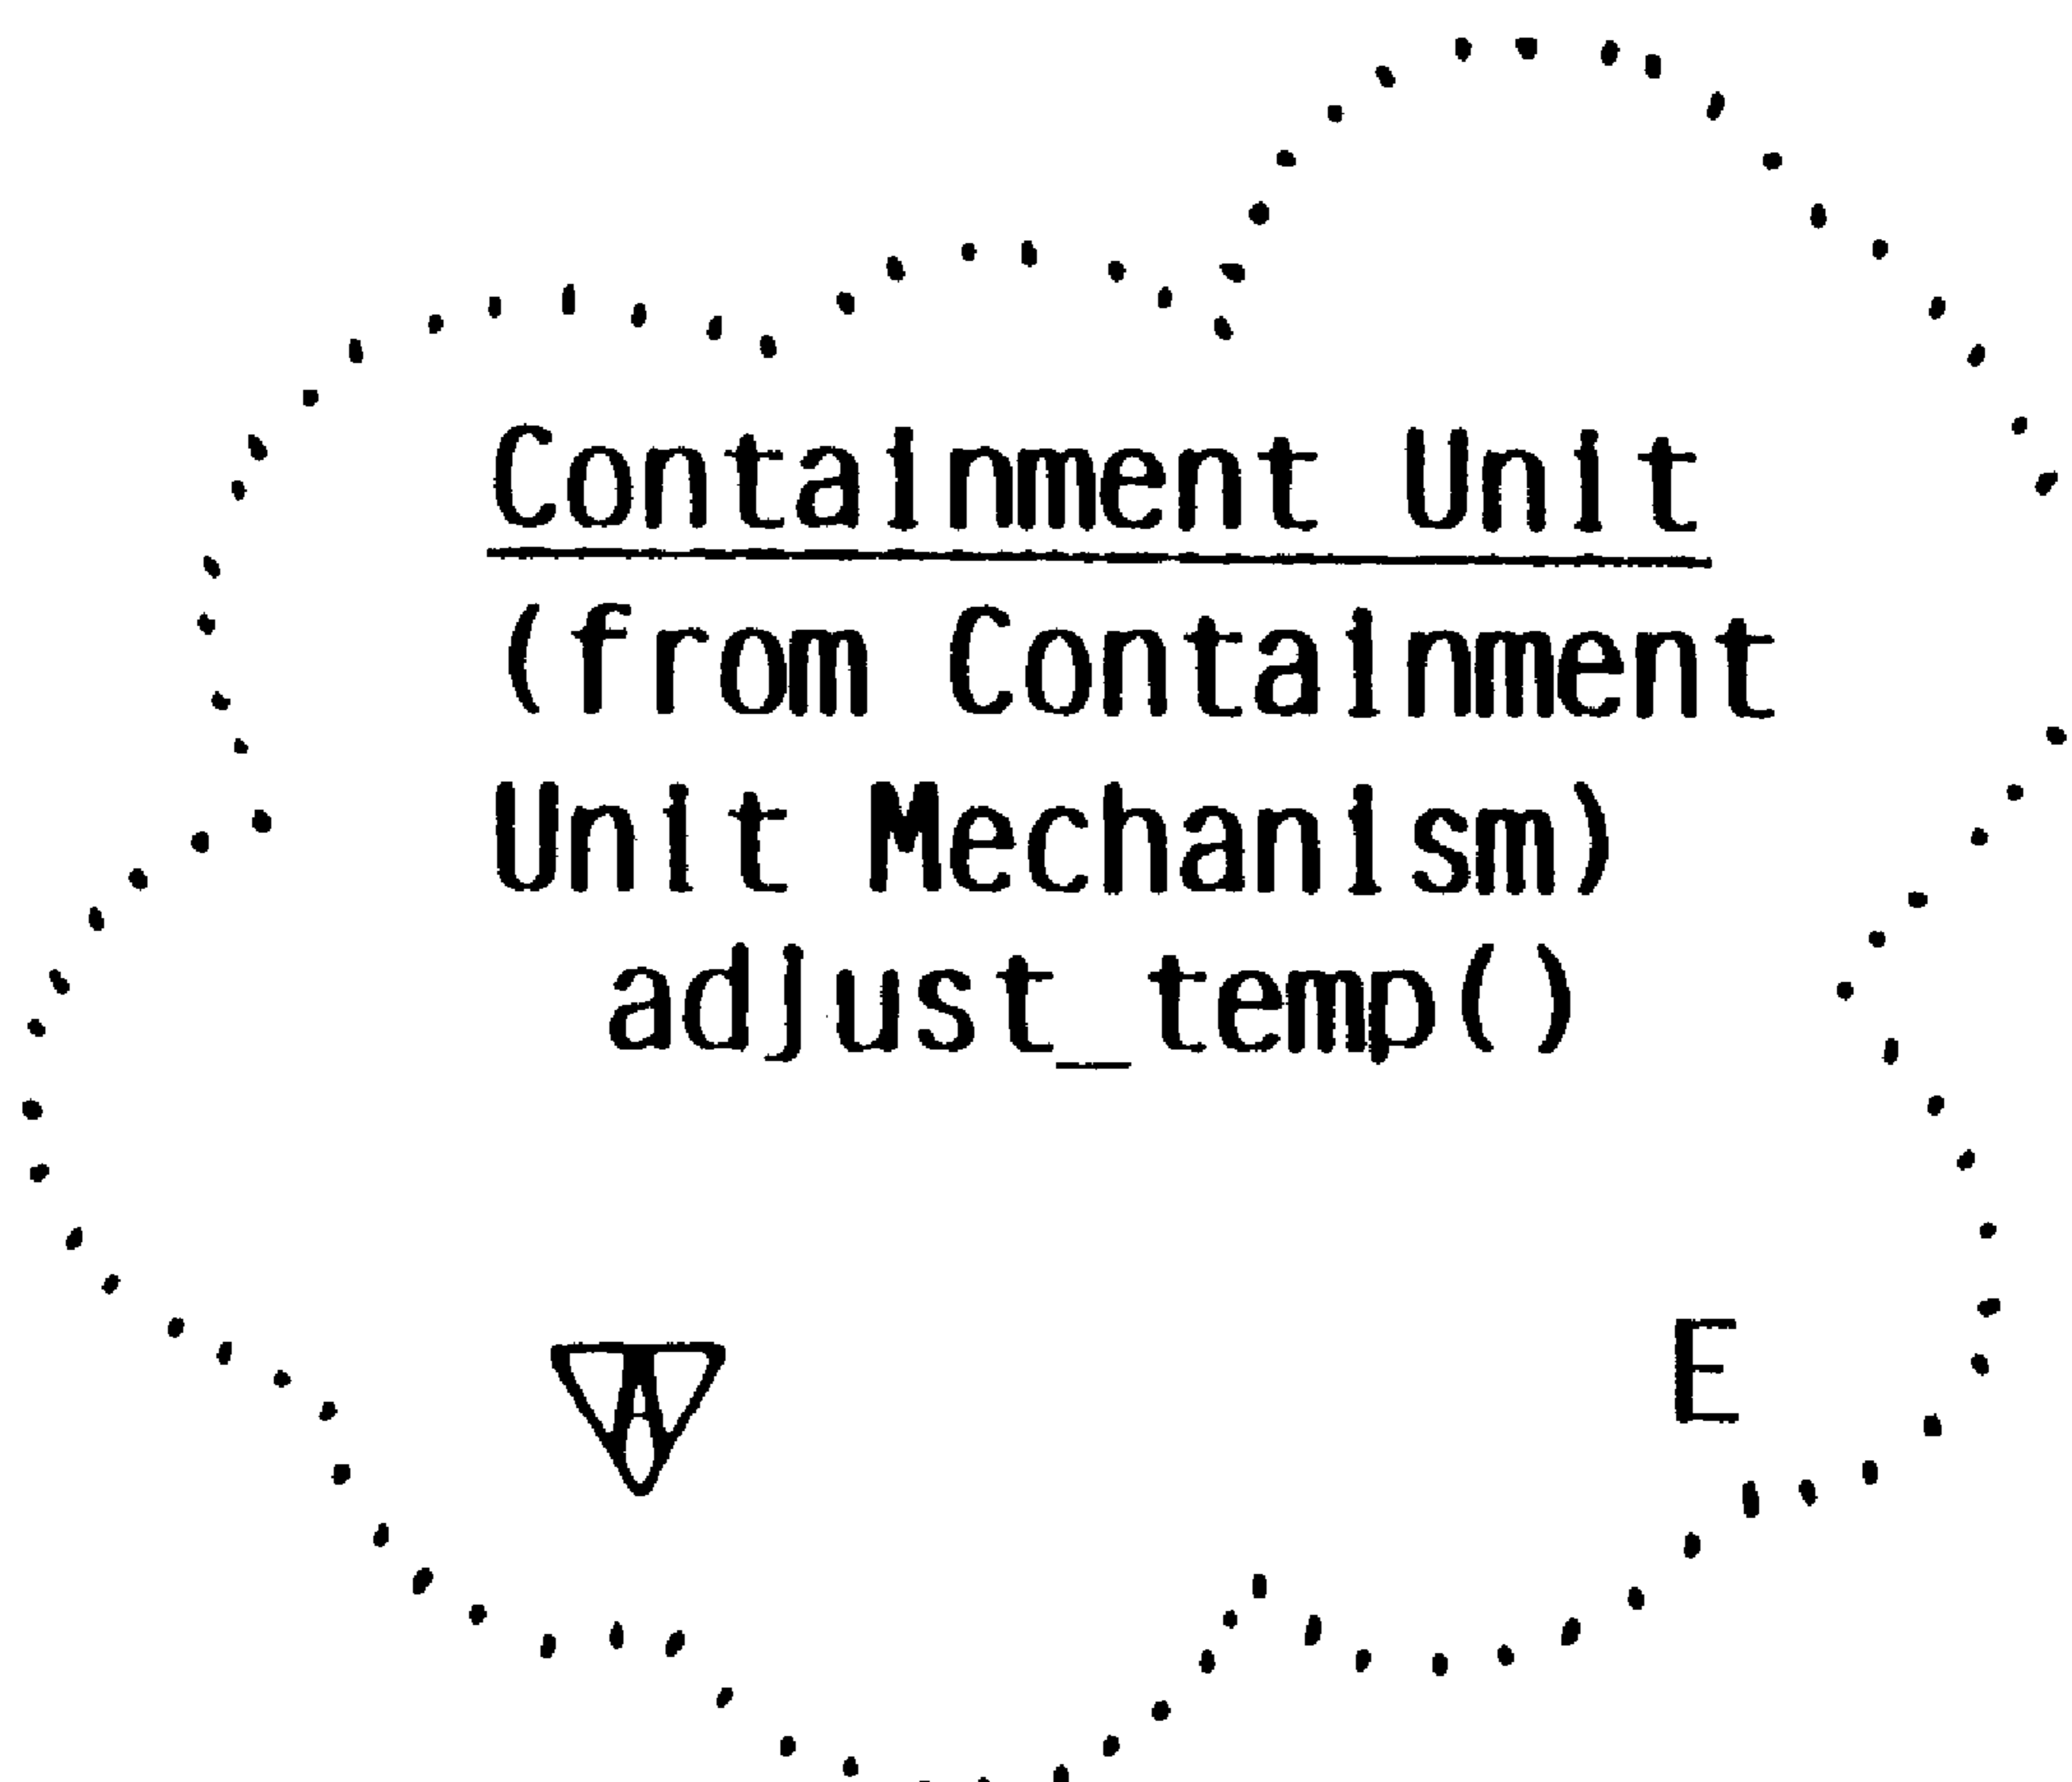 Containment Unit
(from Containment
Unit Mechanism)
adjust_temp()
A
E